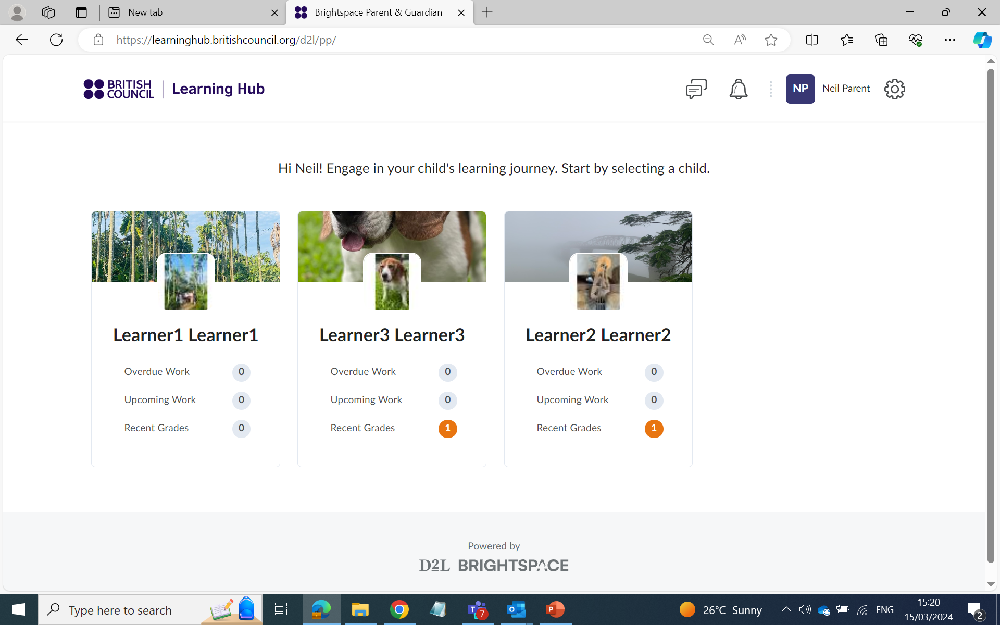 New tab
Brightspace Parent & Guardian
https://learninghub.britishcouncil.org/d2l/pp/
BRITISH COUNCIL
Learning Hub
NP
Neil Parent
Hi Neil! Engage in your child's learning journey. Start by selecting a child.
Learner1 Learner1
Overdue Work 0
Upcoming Work 0
Recent Grades 0
Learner3 Learner3
Overdue Work 0
Upcoming Work 0
Recent Grades 1
Learner2 Learner2
Overdue Work 0
Upcoming Work 0
Recent Grades 1
Powered by
D2L BRIGHTSPACE
Type here to search
T 7
O
P
26°C Sunny
ENG
15:20
15/03/2024
2